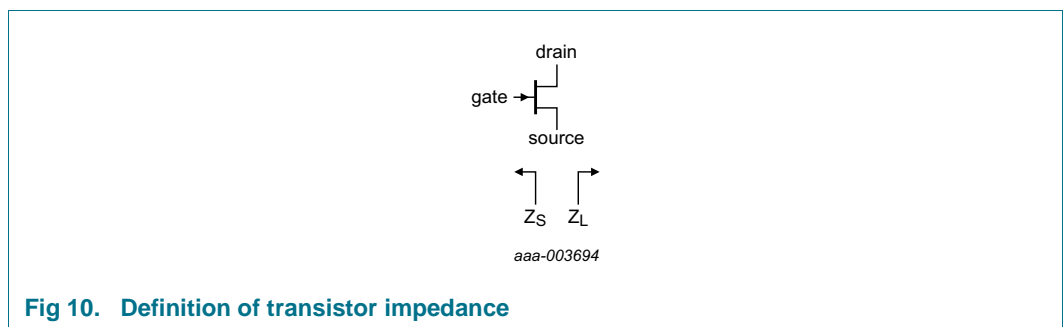 drain
gate
source
ZS ZL
aaa-003694
Fig 10. Definition of transistor impedance